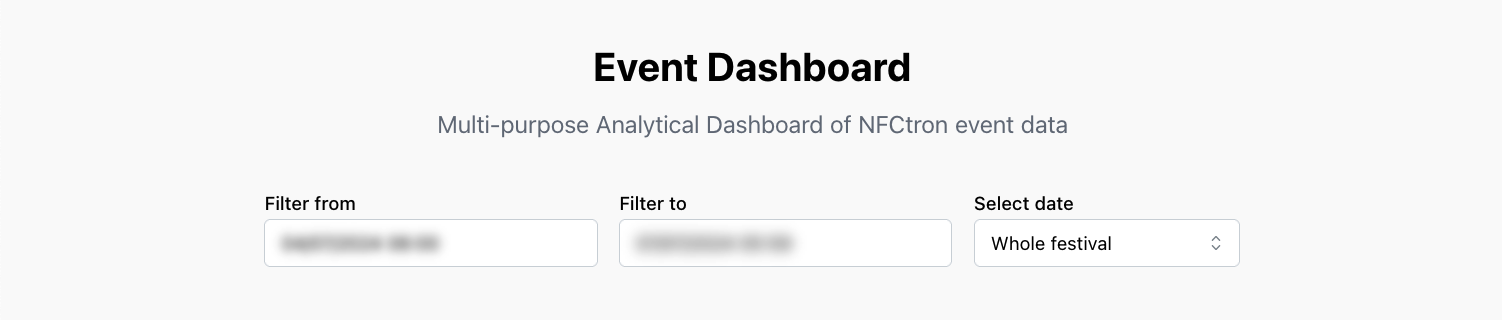 Event Dashboard
Multi-purpose Analytical Dashboard of NFCtron event data
Filter from
Filter to
Select date
Whole festival